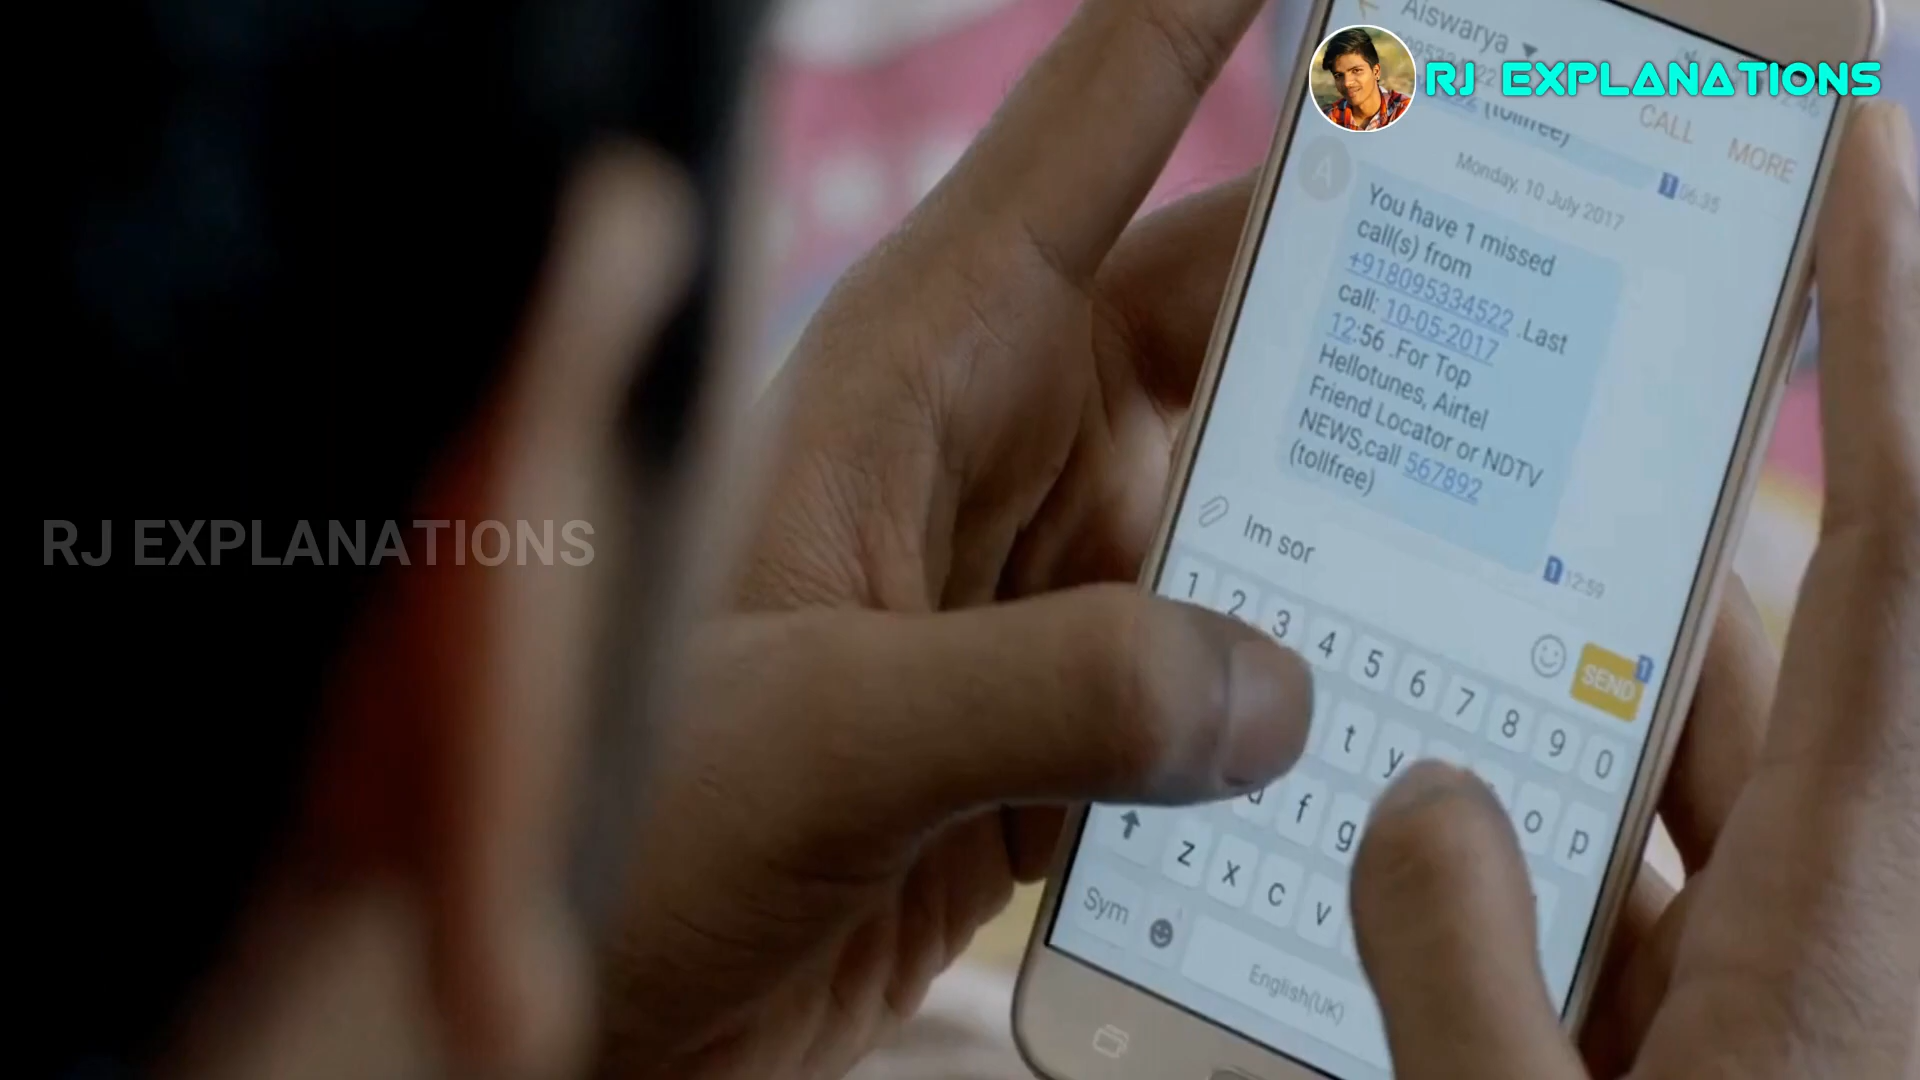 Aiswarya
RJ EXPLANATIONS
(tollfree)
CALL
MORE
06:35
Monday, 10 July 2017
A
You have 1 missed
call(s) from
+918095334522 .Last
call: 10-05-2017
12:56 .For Top
Hellotunes, Airtel
Friend Locator or NDTV
NEWS,call 567892
(tollfree)
1 12:59
RJ EXPLANATIONS
Im sor
SEND 1
1 2 3 4 5 6 7 8 9 0
t y o p
f g
z x c v
Sym
English(UK)